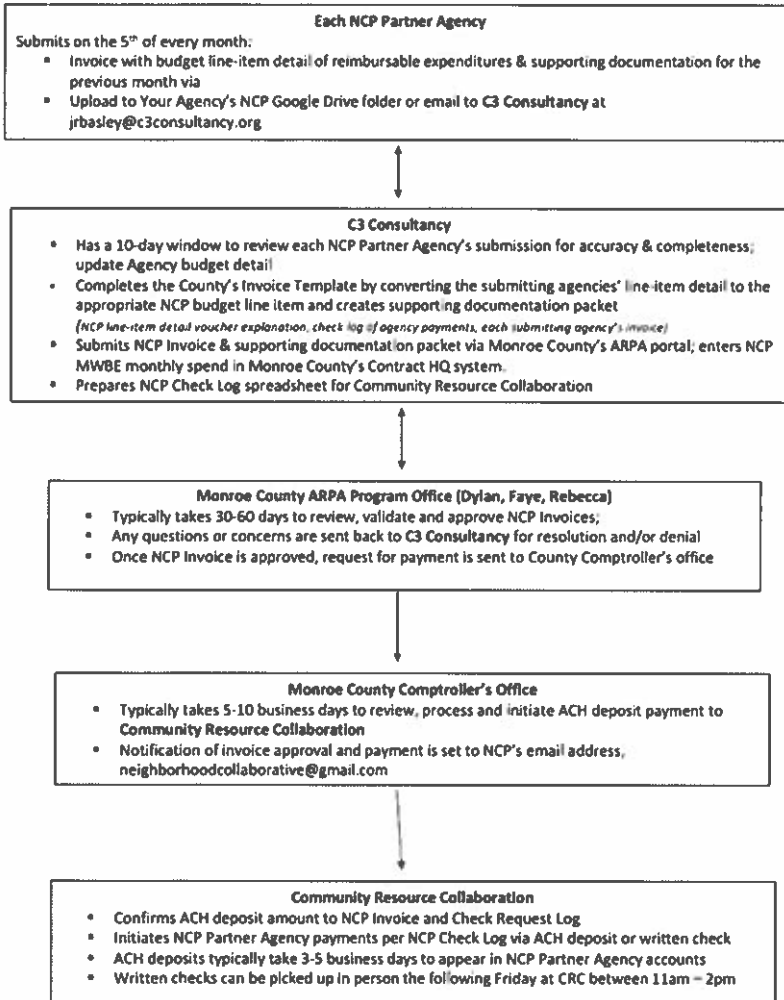 Each NCP Partner Agency
Submits on the 5th of every month:
• Invoice with budget line-item detail of reimbursable expenditures & supporting documentation for the
previous month via
• Upload to Your Agency's NCP Google Drive folder or email to C3 Consultancy at
jrbasley@c3consultancy.org
C3 Consultancy
• Has a 10-day window to review each NCP Partner Agency's submission for accuracy & completeness;
update Agency budget detail
• Completes the County's Invoice Template by converting the submitting agencies' line-item detail to the
appropriate NCP budget line item and creates supporting documentation packet
(NCP line-item detail voucher explanation, check log of agency payments, each submitting agency's invoice)
• Submits NCP Invoice & supporting documentation packet via Monroe County's ARPA portal; enters NCP
MWBE monthly spend in Monroe County's Contract HQ system.
• Prepares NCP Check Log spreadsheet for Community Resource Collaboration
Monroe County ARPA Program Office (Dylan, Faye, Rebecca)
• Typically takes 30-60 days to review, validate and approve NCP Invoices;
• Any questions or concerns are sent back to C3 Consultancy for resolution and/or denial
• Once NCP Invoice is approved, request for payment is sent to County Comptroller's office
Monroe County Comptroller's Office
• Typically takes 5-10 business days to review, process and initiate ACH deposit payment to
Community Resource Collaboration
• Notification of invoice approval and payment is set to NCP's email address,
neighborhoodcollaborative@gmail.com
Community Resource Collaboration
• Confirms ACH deposit amount to NCP Invoice and Check Request Log
• Initiates NCP Partner Agency payments per NCP Check Log via ACH deposit or written check
• ACH deposits typically take 3-5 business days to appear in NCP Partner Agency accounts
• Written checks can be picked up in person the following Friday at CRC between 11am – 2pm